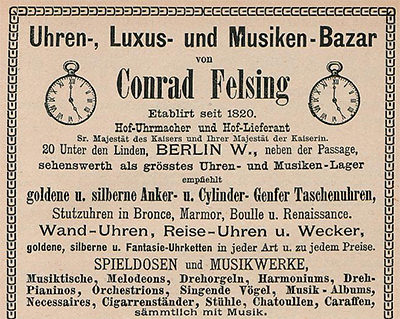 Uhren-, Luxus- und Musiken-Bazar
von
Conrad Felsing
Etablirt seit 1820.
Hof-Uhrmacher und Hof-Lieferant
Sr. Majestät des Kaisers und Ihrer Majestät der Kaiserin.
20 Unter den Linden, BERLIN W., neben der Passage,
sehenswerth als grösstes Uhren- und Musiken-Lager
empfiehlt
goldene u. silberne Anker- u. Cylinder- Genfer Taschenuhren,
Stutzuhren in Bronce, Marmor, Boulle u. Renaissance.
Wand-Uhren, Reise-Uhren u. Wecker,
goldene, silberne u. Fantasie-Uhrketten in jeder Art u. zu jedem Preise.
SPIELDOSEN und MUSIKWERKE,
Musiktische, Melodeons, Drehorgeln, Harmoniums, Dreh-
Pianinos, Orchestrions, Singende Vögel, Musik-Albums,
Necessaires, Cigarrenständer, Stühle, Chatoullen, Caraffen,
sämmtlich mit Musik.